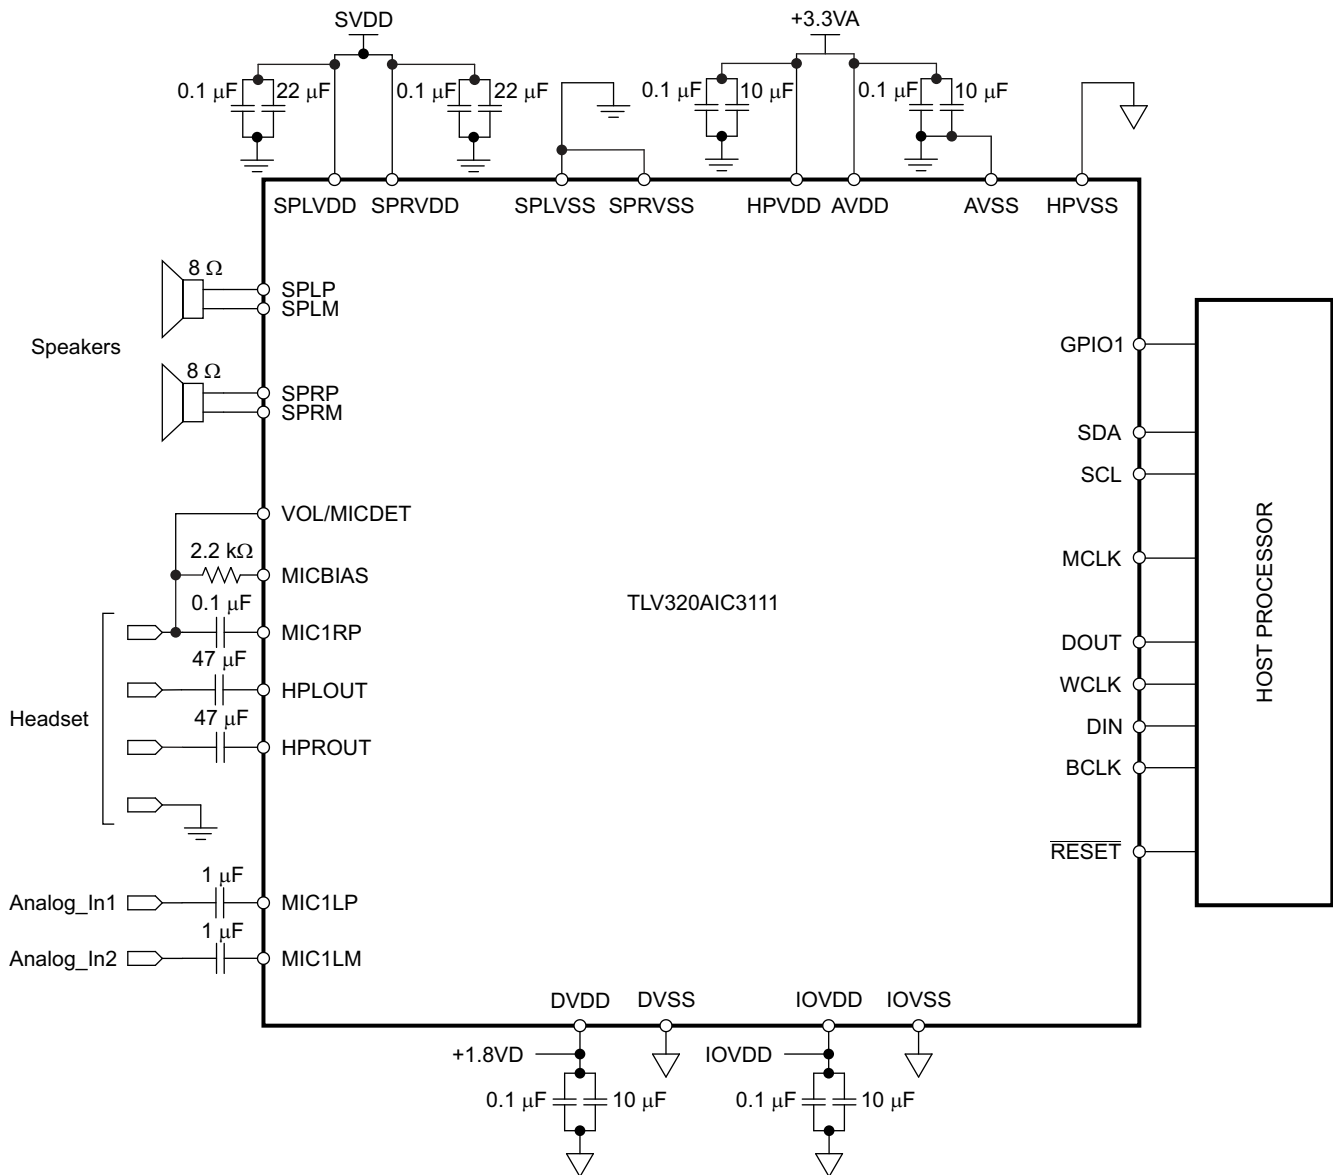 SVDD
+3.3VA
0.1 μF 22 μF 0.1 μF 22 μF 0.1 μF 10 μF 0.1 μF 10 μF
SPLVDD SPRVDD SPLVSS SPRVSS HPVDD AVDD AVSS HPVSS
8 Ω
SPLP
SPLM
Speakers
GPIO1
8 Ω
SPRP
SPRM
SDA
SCL
VOL/MICDET
2.2 kΩ
MICBIAS
MCLK
0.1 μF
TLV320AIC3111
HOST PROCESSOR
MIC1RP
DOUT
47 μF
HPLOUT
WCLK
Headset
47 μF
DIN
HPROUT
BCLK
RESET
1 μF
Analog_In1
MIC1LP
1 μF
Analog_In2
MIC1LM
DVDD DVSS IOVDD IOVSS
+1.8VD IOVDD
0.1 μF 10 μF 0.1 μF 10 μF